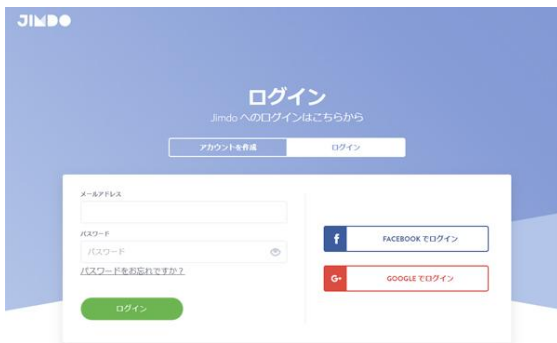 JIMDO
ログイン
Jimdo へのログインはこちらから
アカウントを作成
ログイン
メールアドレス
パスワード
パスワード
パスワードをお忘れですか？
ログイン
f FACEBOOK でログイン
G+ GOOGLE でログイン